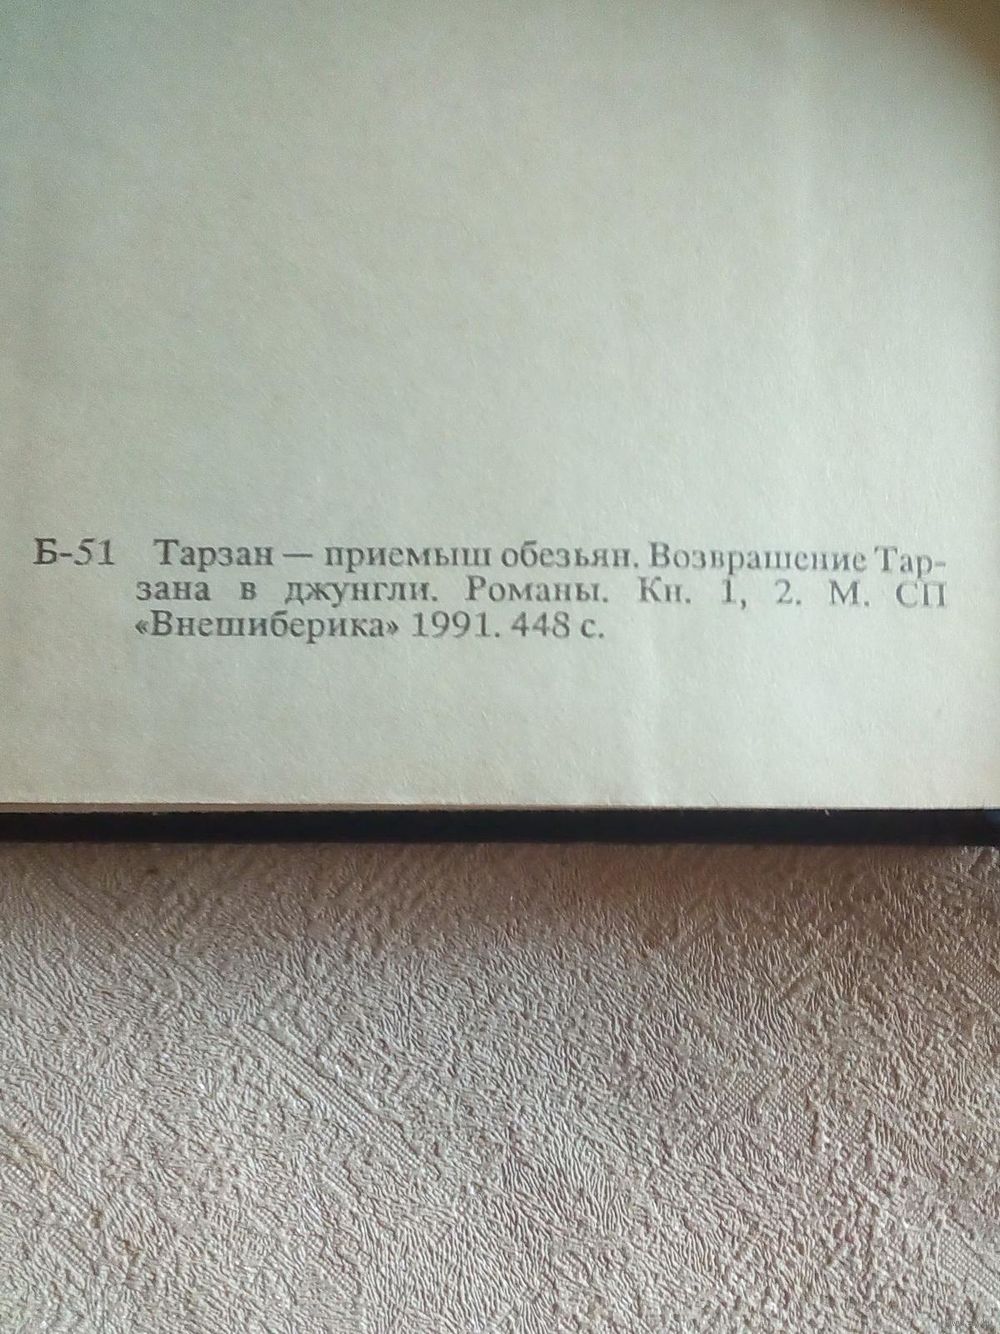 Б-51 Тарзан — приемыш обезьян. Возвращение Тар-
зана в джунгли. Романы. Кн. 1, 2. М. СП
«Внешиберика» 1991. 448 с.